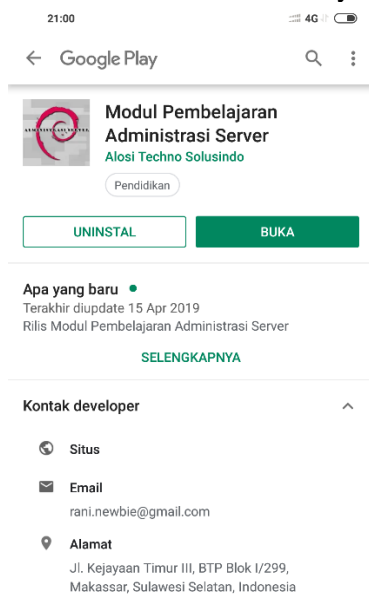 21:00
4G
Google Play
ADMINISTRASI SERVER
Modul Pembelajaran
Administrasi Server
Alosi Techno Solusindo
Pendidikan
UNINSTAL
BUKA
Apa yang baru
Terakhir diupdate 15 Apr 2019
Rilis Modul Pembelajaran Administrasi Server
SELENGKAPNYA
Kontak developer
Situs
Email
rani.newbie@gmail.com
Alamat
Jl. Kejayaan Timur III, BTP Blok I/299,
Makassar, Sulawesi Selatan, Indonesia